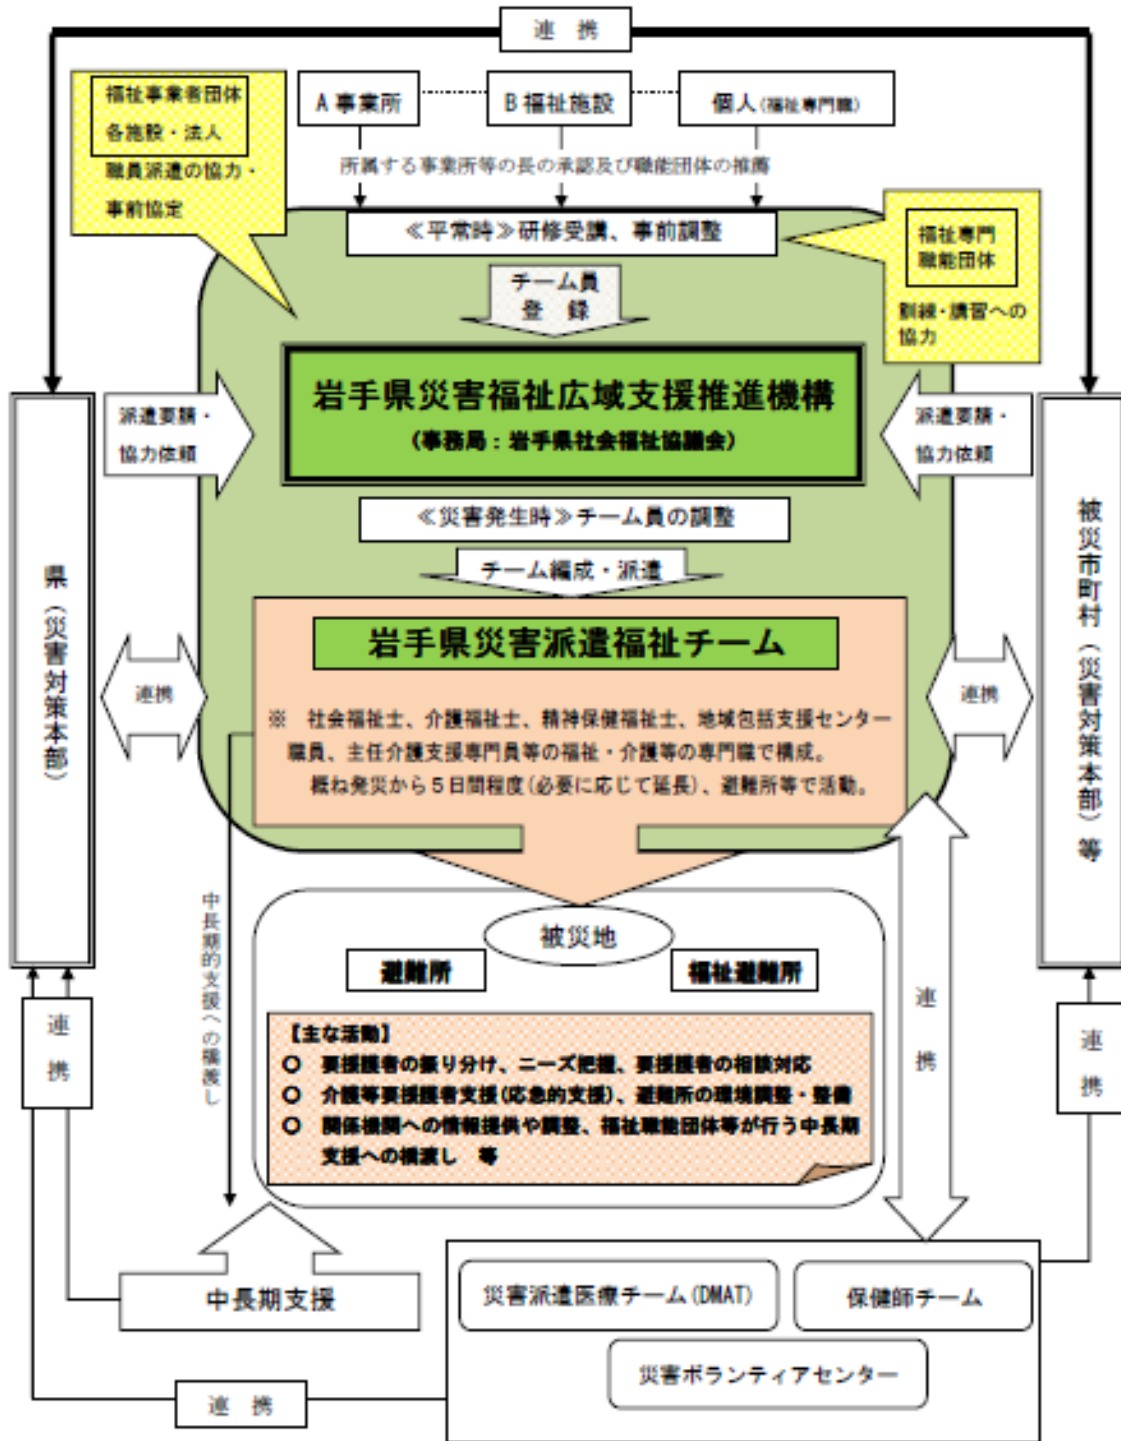 連　携
福祉事業者団体
各施設・法人
職員派遣の協力・
事前協定
A 事業所
B 福祉施設
個人(福祉専門職)
所属する事業所等の長の承認及び職能団体の推薦
≪平常時≫研修受講、事前調整
福祉専門
職能団体
訓練・講習への
協力
チーム員
登　録
岩手県災害福祉広域支援推進機構
(事務局：岩手県社会福祉協議会)
派遣要請・
協力依頼
派遣要請・
協力依頼
≪災害発生時≫チーム員の調整
チーム編成・派遣
県（災害対策本部）
被災市町村（災害対策本部）等
岩手県災害派遣福祉チーム
連携
連携
※　社会福祉士、介護福祉士、精神保健福祉士、地域包括支援センター
職員、主任介護支援専門員等の福祉・介護等の専門職で構成。
概ね発災から５日間程度(必要に応じて延長)、避難所等で活動。
中長期的支援への橋渡し
被災地
避難所
福祉避難所
【主な活動】
○　要援護者の振り分け、ニーズ把握、要援護者の相談対応
○　介護等要援護者支援(応急的支援)、避難所の環境調整・整備
○　関係機関への情報提供や調整、福祉職能団体等が行う中長期
支援への橋渡し　等
連　携
連　携
連　携
中長期支援
災害派遣医療チーム(DMAT)
保健師チーム
災害ボランティアセンター
連　携